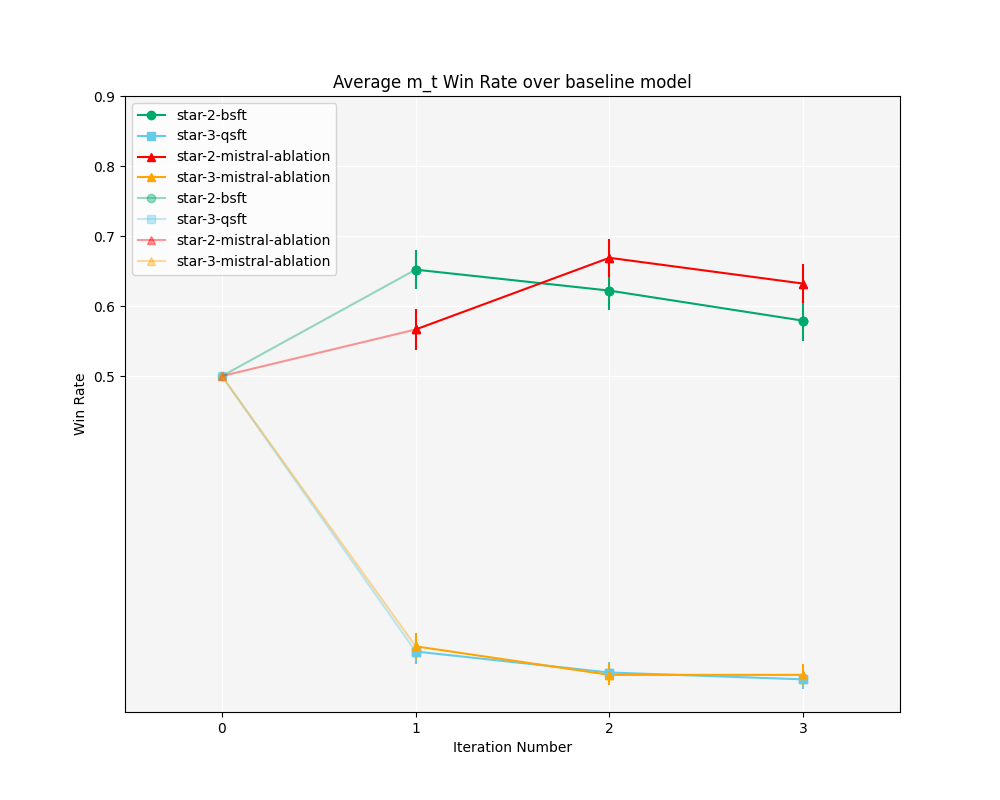 Average m_t Win Rate over baseline model
0.9
0.8
0.7
0.6
0.5
Win Rate
star-2-bsft
star-3-qsft
star-2-mistral-ablation
star-3-mistral-ablation
star-2-bsft
star-3-qsft
star-2-mistral-ablation
star-3-mistral-ablation
0 1 2 3
Iteration Number